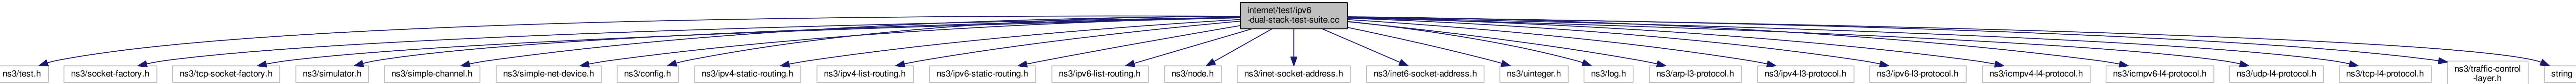 internet/test/ipv6
-dual-stack-test-suite.cc
ns3/test.h
ns3/socket-factory.h
ns3/tcp-socket-factory.h
ns3/simulator.h
ns3/simple-channel.h
ns3/simple-net-device.h
ns3/config.h
ns3/ipv4-static-routing.h
ns3/ipv4-list-routing.h
ns3/ipv6-static-routing.h
ns3/ipv6-list-routing.h
ns3/node.h
ns3/inet-socket-address.h
ns3/inet6-socket-address.h
ns3/uinteger.h
ns3/log.h
ns3/arp-l3-protocol.h
ns3/ipv4-l3-protocol.h
ns3/ipv6-l3-protocol.h
ns3/icmpv4-l4-protocol.h
ns3/icmpv6-l4-protocol.h
ns3/udp-l4-protocol.h
ns3/tcp-l4-protocol.h
ns3/traffic-control
-layer.h
string